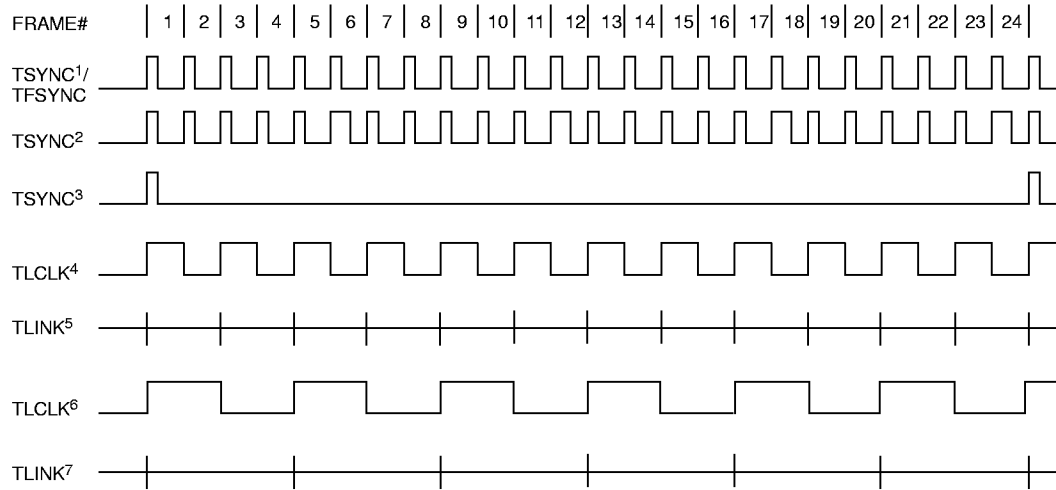 FRAME# 1 2 3 4 5 6 7 8 9 10 11 12 13 14 15 16 17 18 19 20 21 22 23 24
TSYNC¹/
TFSYNC
TSYNC²
TSYNC³
TLCLK⁴
TLINK⁵
TLCLK⁶
TLINK⁷